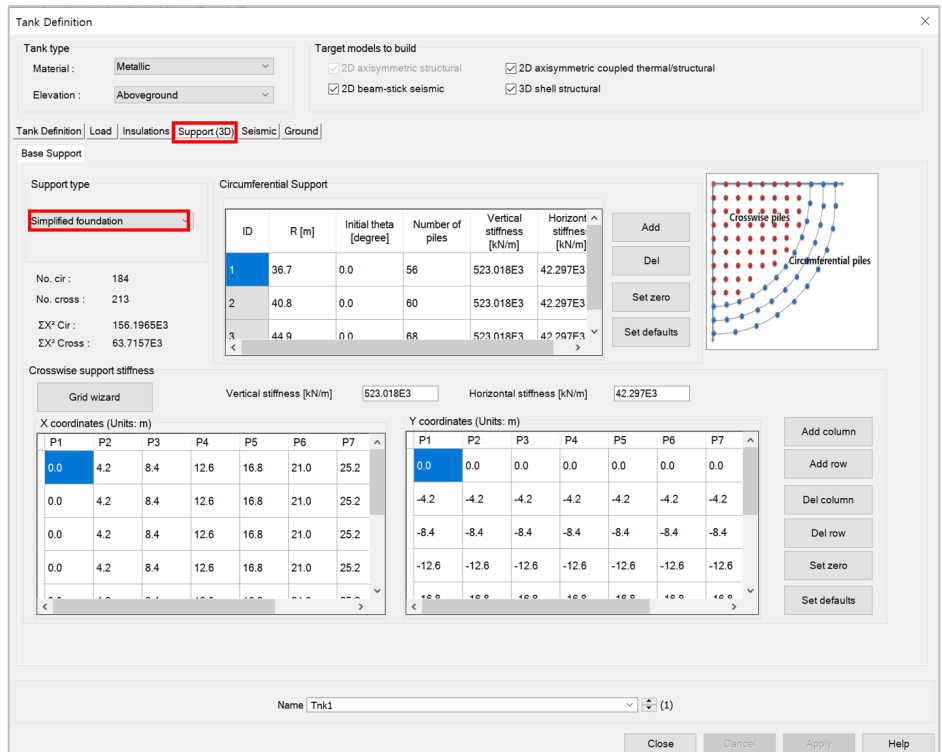 Tank Definition
Tank type
Material : Metallic
Elevation : Aboveground
Target models to build
2D axisymmetric structural
2D axisymmetric coupled thermal/structural
2D beam-stick seismic
3D shell structural
Tank Definition Load Insulations Support (3D) Seismic Ground
Base Support
Support type
Simplified foundation
No. cir : 184
No. cross : 213
ΣX² Cir : 156.1965E3
ΣX² Cross : 63.7157E3
Circumferential Support
ID R [m] Initial theta [degree] Number of piles Vertical stiffness [kN/m] Horizont stiffnes [kN/m]
1 36.7 0.0 56 523.018E3 42.297E3
2 40.8 0.0 60 523.018E3 42.297E3
3 44.9 0.0 68 523.018E3 42.297E3
Add
Del
Set zero
Set defaults
Crosswise piles
Circumferential piles
Crosswise support stiffness
Grid wizard
Vertical stiffness [kN/m] 523.018E3
Horizontal stiffness [kN/m] 42.297E3
X coordinates (Units: m)
P1 P2 P3 P4 P5 P6 P7
0.0 4.2 8.4 12.6 16.8 21.0 25.2
0.0 4.2 8.4 12.6 16.8 21.0 25.2
0.0 4.2 8.4 12.6 16.8 21.0 25.2
0.0 4.2 8.4 12.6 16.8 21.0 25.2
Y coordinates (Units: m)
P1 P2 P3 P4 P5 P6 P7
0.0 0.0 0.0 0.0 0.0 0.0 0.0
-4.2 -4.2 -4.2 -4.2 -4.2 -4.2 -4.2
-8.4 -8.4 -8.4 -8.4 -8.4 -8.4 -8.4
-12.6 -12.6 -12.6 -12.6 -12.6 -12.6 -12.6
Add column
Add row
Del column
Del row
Set zero
Set defaults
Name Tnk1 (1)
Close Cancel Apply Help